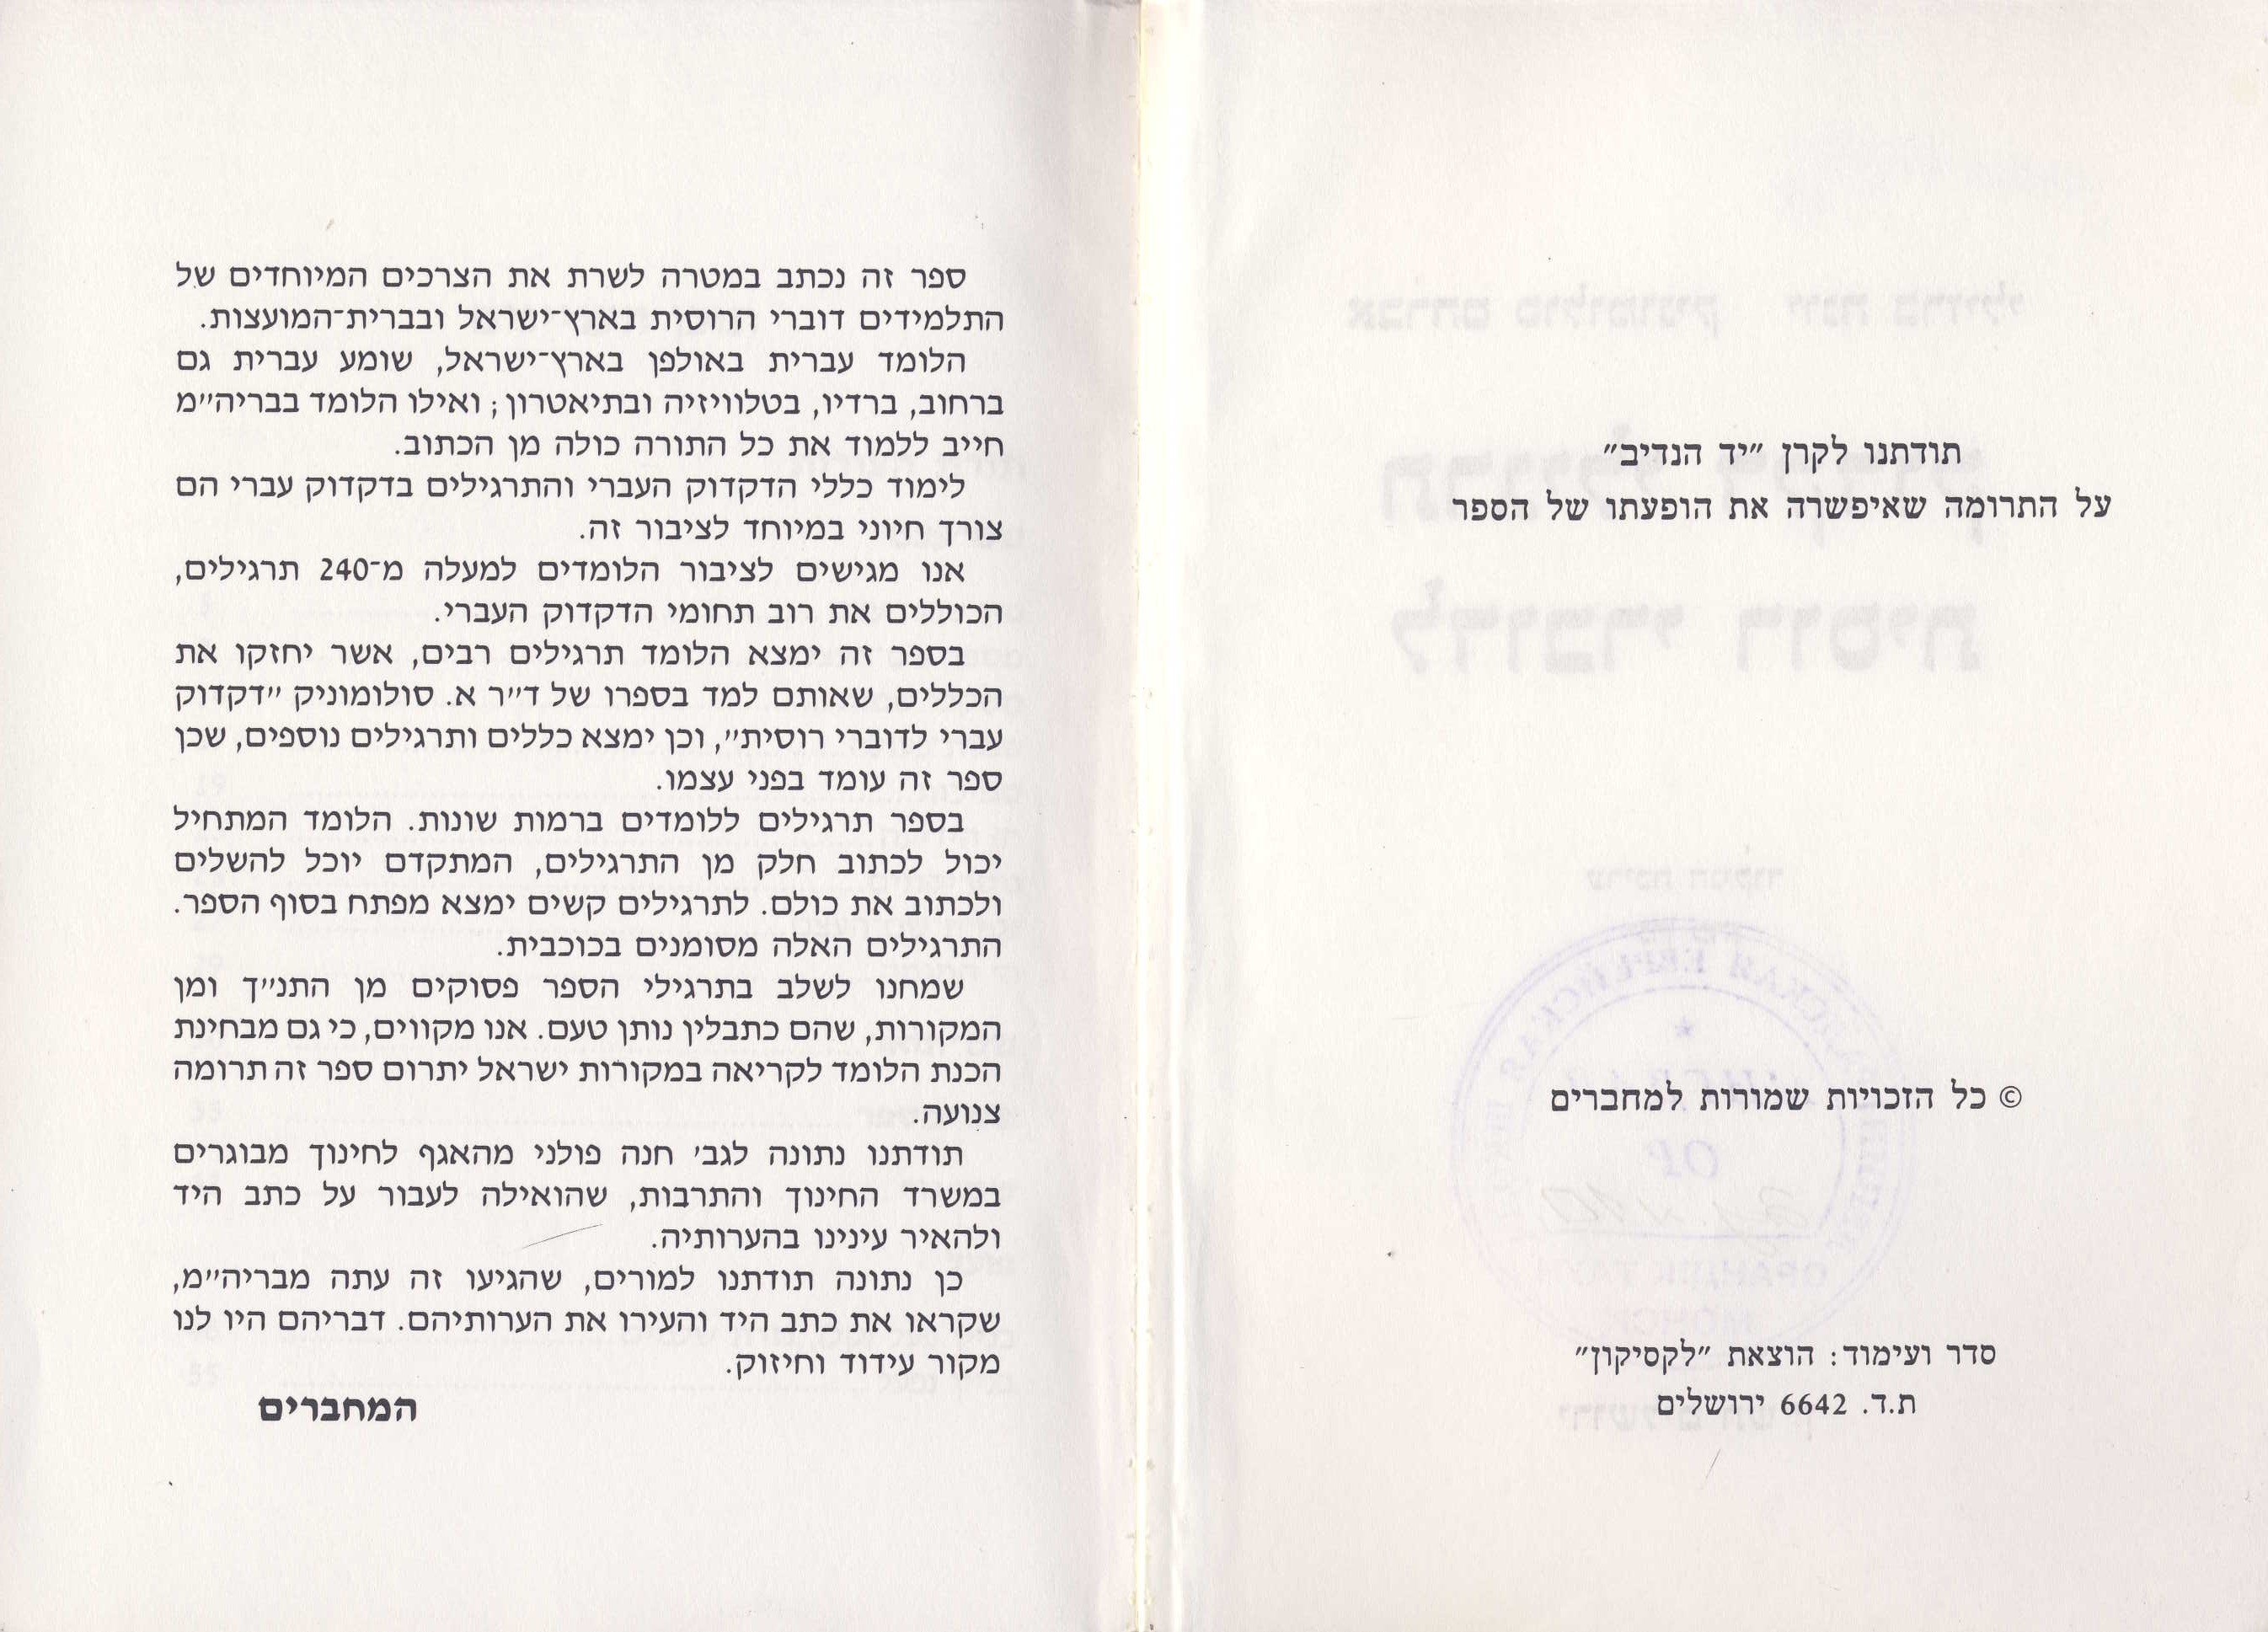 תודתנו לקרן ״יד הנדיב״
על התרומה שאיפשרה את הופעתו של הספר
© כל הזכויות שמורות למחברים
סדר ועימוד: הוצאת ״לקסיקון״
ת.ד. 6642 ירושלים
ספר זה נכתב במטרה לשרת את הצרכים המיוחדים של
התלמידים דוברי הרוסית בארץ־ישראל ובברית־המועצות.
הלומד עברית באולפן בארץ־ישראל, שומע עברית גם
ברחוב, ברדיו, בטלוויזיה ובתיאטרון; ואילו הלומד בבריה״מ
חייב ללמוד את כל התורה כולה מן הכתוב.
לימוד כללי הדקדוק העברי והתרגילים בדקדוק עברי הם
צורך חיוני במיוחד לציבור זה.
אנו מגישים לציבור הלומדים למעלה מ־240 תרגילים,
הכוללים את רוב תחומי הדקדוק העברי.
בספר זה ימצא הלומד תרגילים רבים, אשר יחזקו את
הכללים, שאותם למד בספרו של ד״ר א. סולומוניק ״דקדוק
עברי לדוברי רוסית״, וכן ימצא כללים ותרגילים נוספים, שכן
ספר זה עומד בפני עצמו.
בספר תרגילים ללומדים ברמות שונות. הלומד המתחיל
יכול לכתוב חלק מן התרגילים, המתקדם יוכל להשלים
ולכתוב את כולם. לתרגילים קשים ימצא מפתח בסוף הספר.
התרגילים האלה מסומנים בכוכבית.
שמחנו לשלב בתרגילי הספר פסוקים מן התנ״ך ומן
המקורות, שהם כתבלין נותן טעם. אנו מקווים, כי גם מבחינת
הכנת הלומד לקריאה במקורות ישראל יתרום ספר זה תרומה
צנועה.
תודתנו נתונה לגב׳ חנה פולני מהאגף לחינוך מבוגרים
במשרד החינוך והתרבות, שהואילה לעבור על כתב היד
ולהאיר עינינו בהערותיה.
כן נתונה תודתנו למורים, שהגיעו זה עתה מבריה״מ,
שקראו את כתב היד והעירו את הערותיהם. דבריהם היו לנו
מקור עידוד וחיזוק.
המחברים